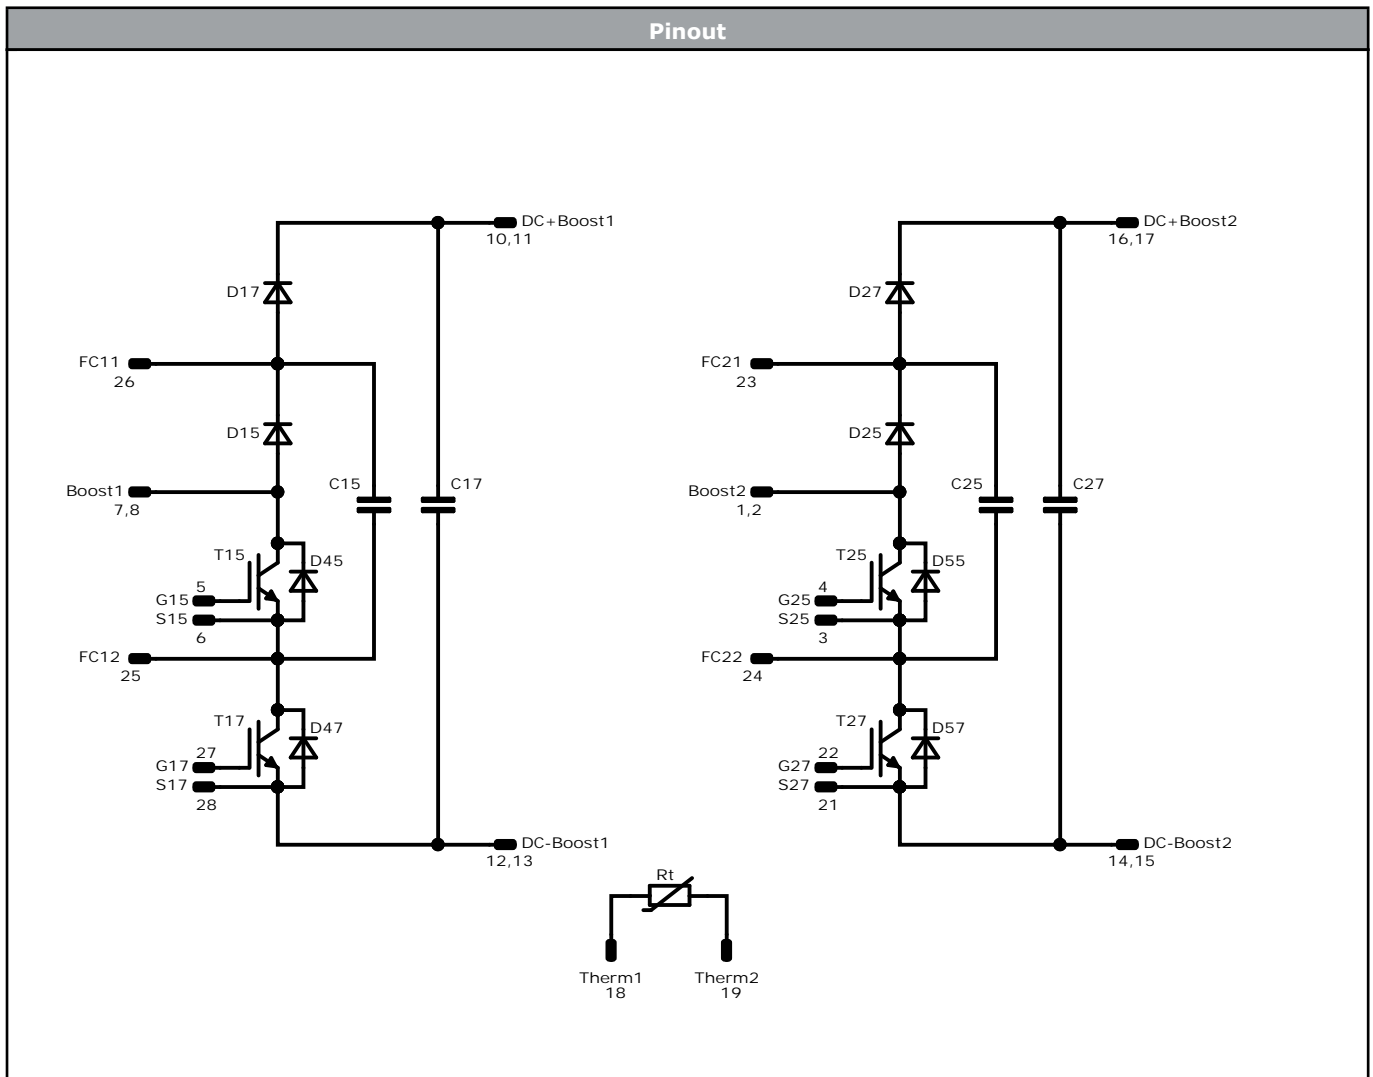 Pinout
DC+Boost1
10,11
DC+Boost2
16,17
D17
D27
FC11
26
FC21
23
D15
D25
Boost1
7,8
C15
C17
Boost2
1,2
C25
C27
T15
D45
5
G15
S15
6
T25
D55
4
G25
S25
3
FC12
25
FC22
24
T17
D47
27
G17
S17
28
T27
D57
22
G27
S27
21
DC-Boost1
12,13
DC-Boost2
14,15
Rt
Therm1
18
Therm2
19